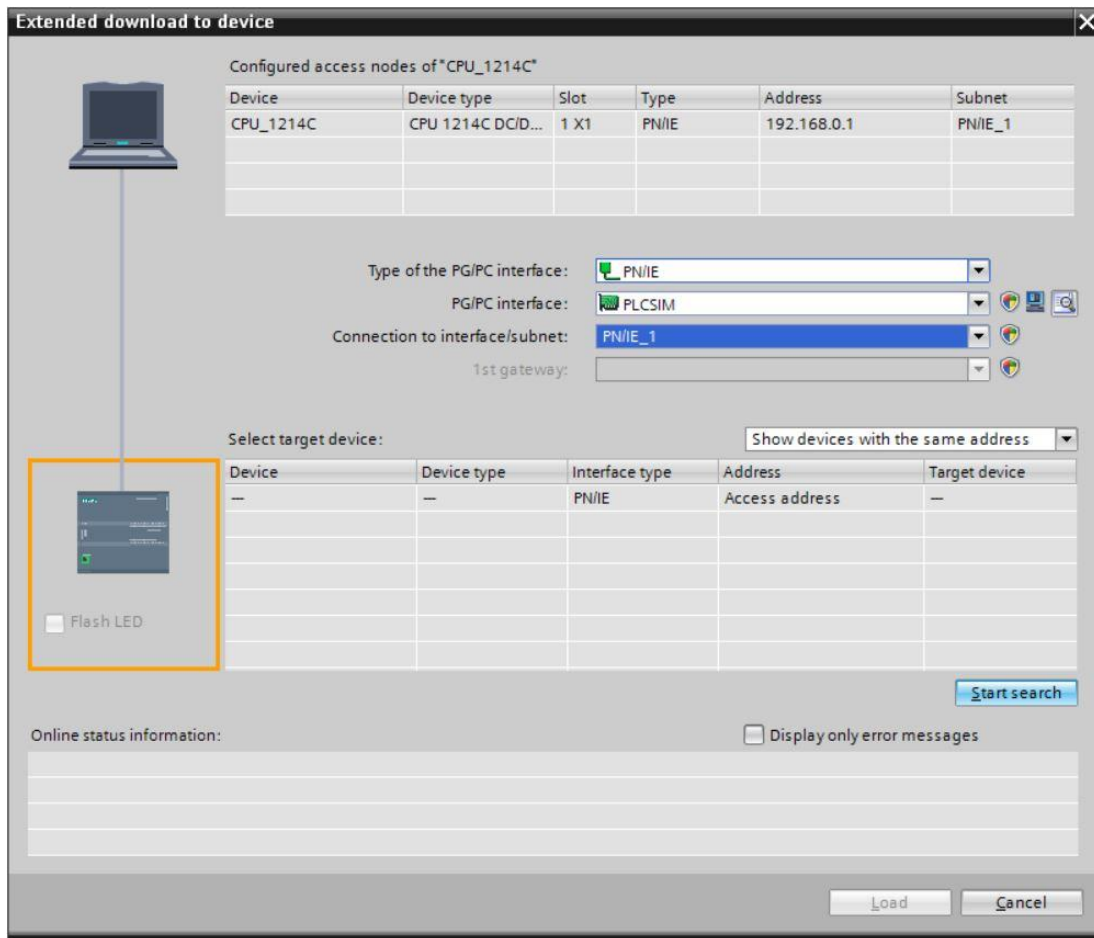 Extended download to device
Configured access nodes of "CPU_1214C"
Device Device type Slot Type Address Subnet
CPU_1214C CPU 1214C DC/D... 1 X1 PN/IE 192.168.0.1 PN/IE_1
Type of the PG/PC interface: PN/IE
PG/PC interface: PLCSIM
Connection to interface/subnet: PN/IE_1
1st gateway:
Select target device: Show devices with the same address
Device Device type Interface type Address Target device
— — PN/IE Access address —
Flash LED
Start search
Online status information: Display only error messages
Load Cancel